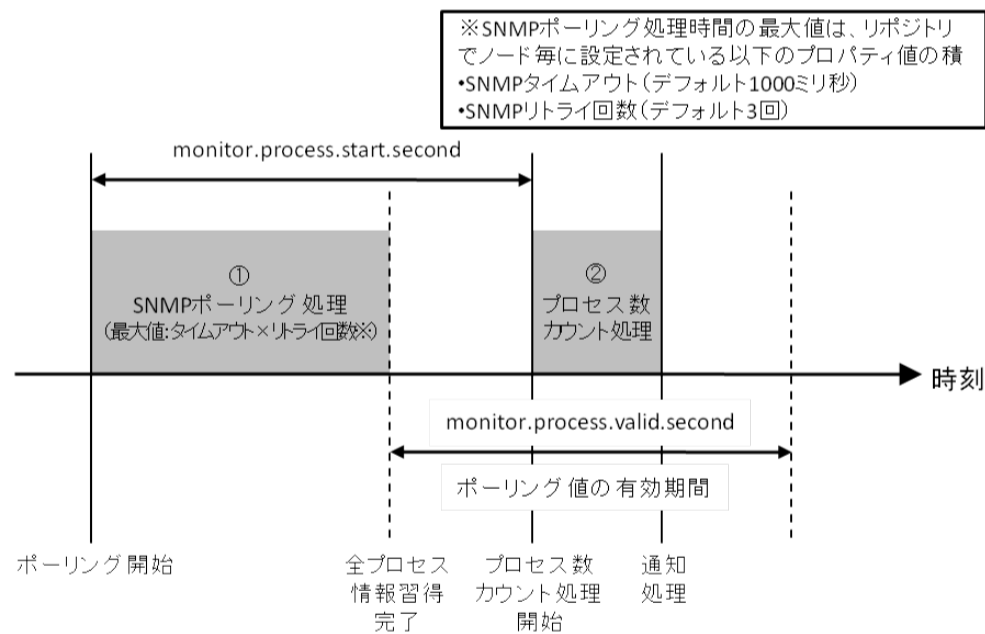 ※SNMPポーリング処理時間の最大値は、リポジトリ
でノード毎に設定されている以下のプロパティ値の積
•SNMPタイムアウト(デフォルト1000ミリ秒)
•SNMPリトライ回数(デフォルト3回)
monitor.process.start.second
①
SNMPポーリング処理
(最大値:タイムアウト×リトライ回数※)
②
プロセス数
カウント処理
時刻
monitor.process.valid.second
ポーリング値の有効期間
ポーリング開始
全プロセス
情報習得
完了
プロセス数
カウント処理
開始
通知
処理